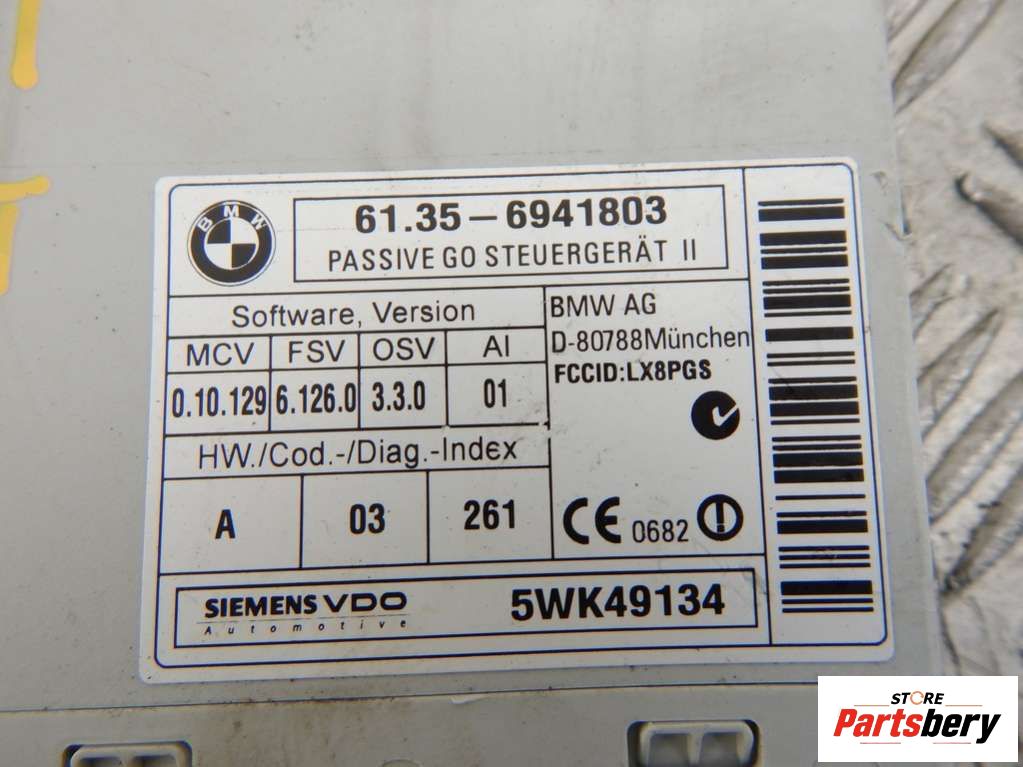 BMW
61.35 – 6941803
PASSIVE GO STEUERGERÄT II
Software, Version
MCV FSV OSV AI
0.10.129 6.126.0 3.3.0 01
HW./Cod.-/Diag.-Index
A 03 261
BMW AG
D-80788München
FCCID:LX8PGS
CE 0682
SIEMENS VDO
Automotive
5WK49134
STORE
Partsbery